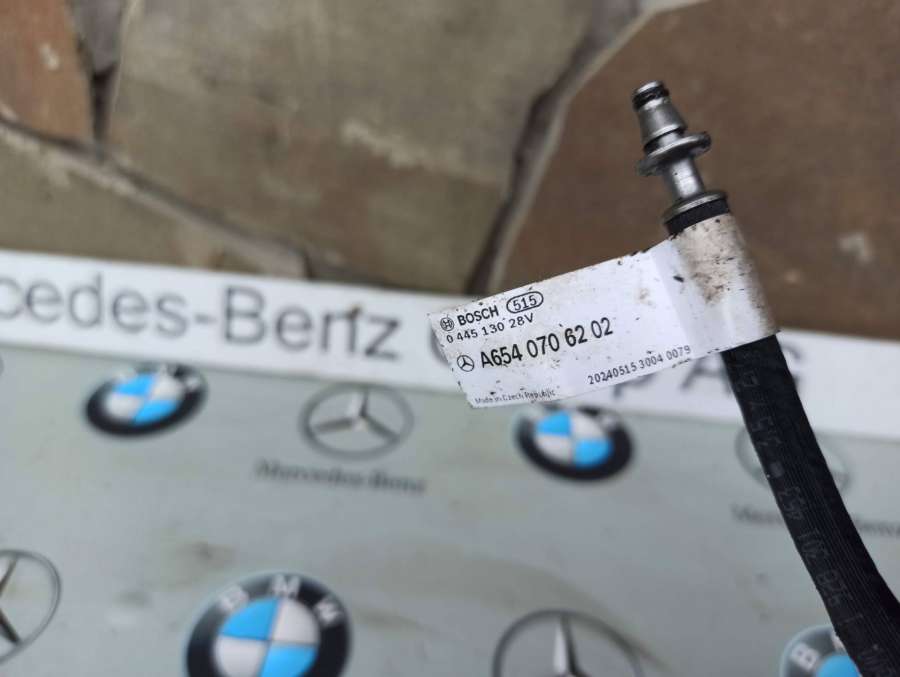 cedes-Benz
BOSCH 515
0 445 130 28V
A654 070 62 02
20240515 3004 0079
Made in Czech Republic
Mercedes-Benz
BMW